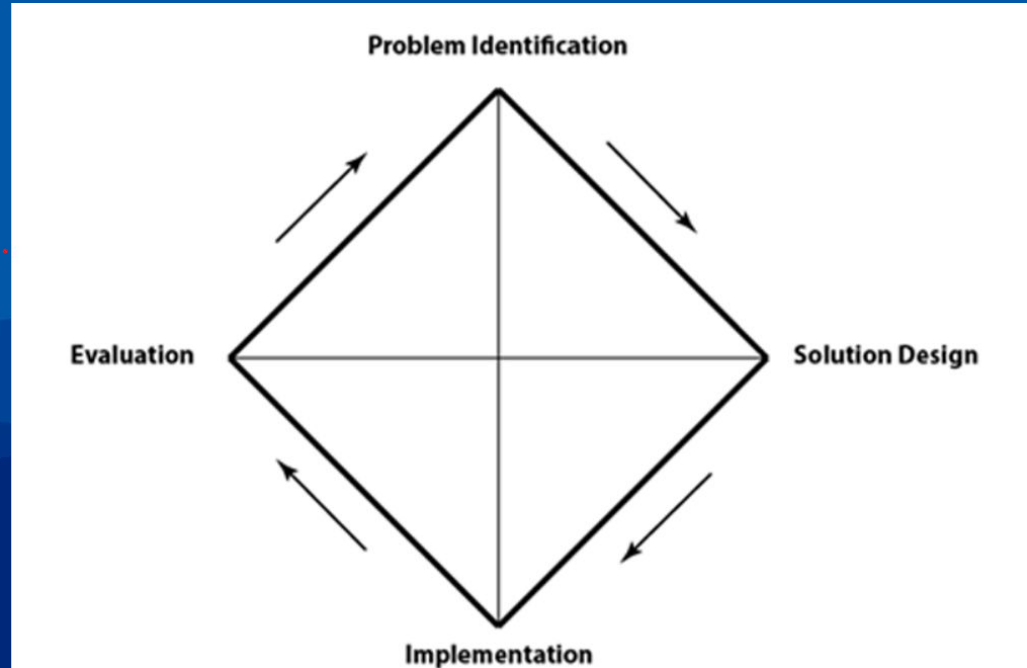 Problem Identification
Evaluation
Solution Design
Implementation